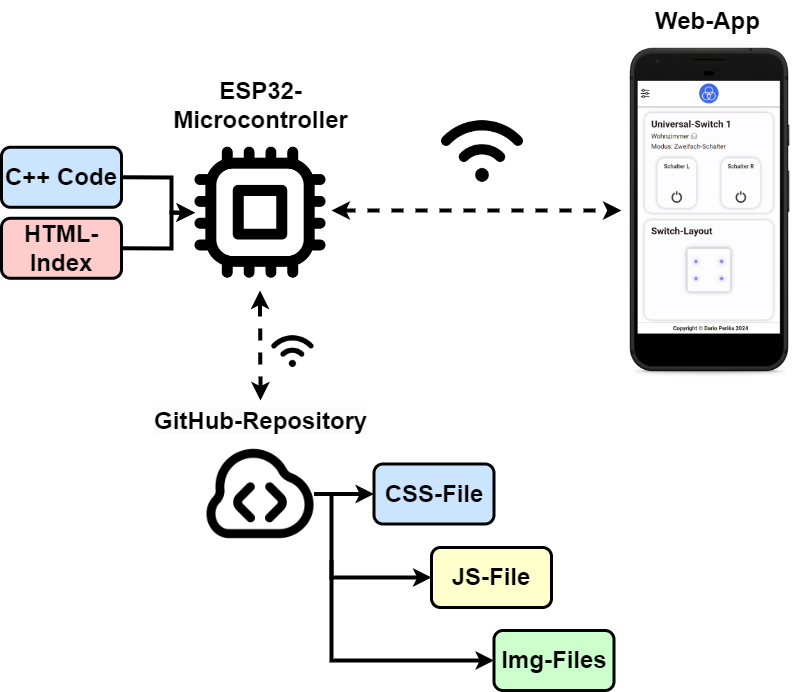 Web-App
ESP32-
Microcontroller
C++ Code
HTML-
Index
Universal-Switch 1
Wohnzimmer
Modus: Zweifach-Schalter
Schalter L
Schalter R
Switch-Layout
Copyright © Dario Periša 2024
GitHub-Repository
CSS-File
JS-File
Img-Files